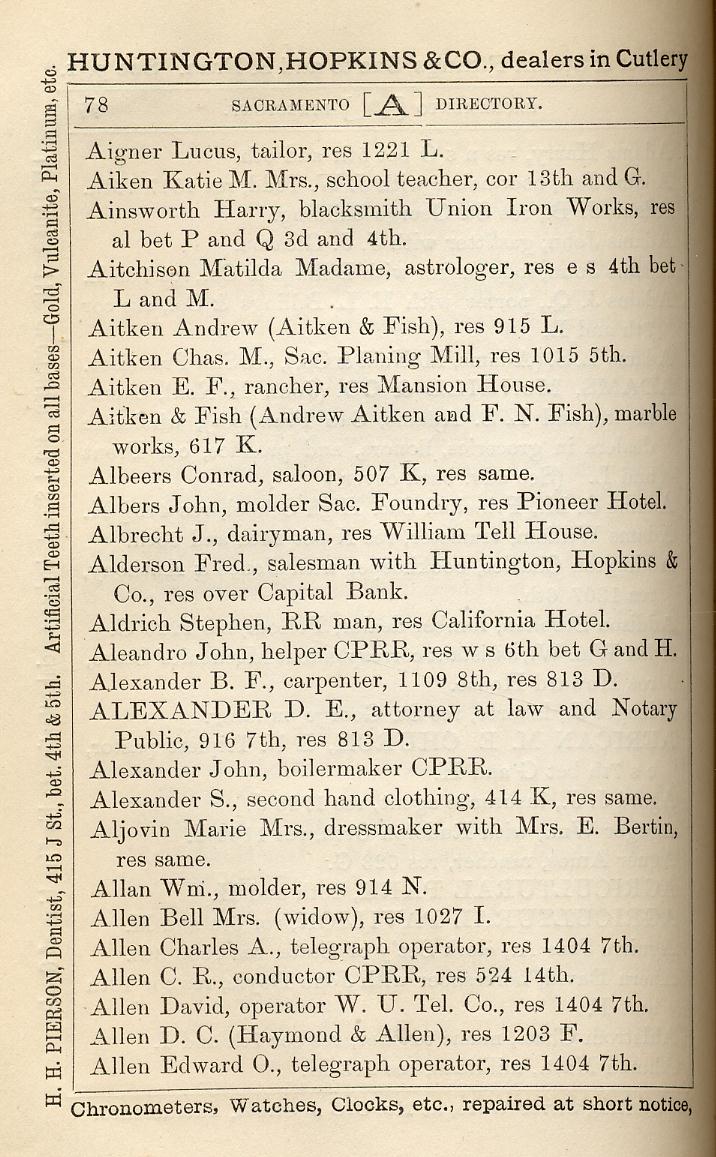 HUNTINGTON, HOPKINS & CO., dealers in Cutlery
78 SACRAMENTO [A] DIRECTORY.
Aigner Lucus, tailor, res 1221 L.
Aiken Katie M. Mrs., school teacher, cor 13th and G.
Ainsworth Harry, blacksmith Union Iron Works, res
al bet P and Q 3d and 4th.
Aitchison Matilda Madame, astrologer, res e s 4th bet
L and M.
Aitken Andrew (Aitken & Fish), res 915 L.
Aitken Chas. M., Sac. Planing Mill, res 1015 5th.
Aitken E. F., rancher, res Mansion House.
Aitken & Fish (Andrew Aitken and F. N. Fish), marble
works, 617 K.
Albeers Conrad, saloon, 507 K, res same.
Albers John, molder Sac. Foundry, res Pioneer Hotel.
Albrecht J., dairyman, res William Tell House.
Alderson Fred., salesman with Huntington, Hopkins &
Co., res over Capital Bank.
Aldrich Stephen, RR man, res California Hotel.
Aleandro John, helper CPRR, res w s 6th bet G and H.
Alexander B. F., carpenter, 1109 8th, res 813 D.
ALEXANDER D. E., attorney at law and Notary
Public, 916 7th, res 813 D.
Alexander John, boilermaker CPRR.
Alexander S., second hand clothing, 414 K, res same.
Aljovin Marie Mrs., dressmaker with Mrs. E. Bertin,
res same.
Allan Wm., molder, res 914 N.
Allen Bell Mrs. (widow), res 1027 I.
Allen Charles A., telegraph operator, res 1404 7th.
Allen C. R., conductor CPRR, res 524 14th.
Allen David, operator W. U. Tel. Co., res 1404 7th.
Allen D. C. (Haymond & Allen), res 1203 F.
Allen Edward O., telegraph operator, res 1404 7th.
Chronometers, Watches, Clocks, etc., repaired at short notice,
H. H. PIERSON, Dentist, 415 J St., bet. 4th & 5th. Artificial Teeth inserted on all bases—Gold, Vulcanite, Platinum, etc.